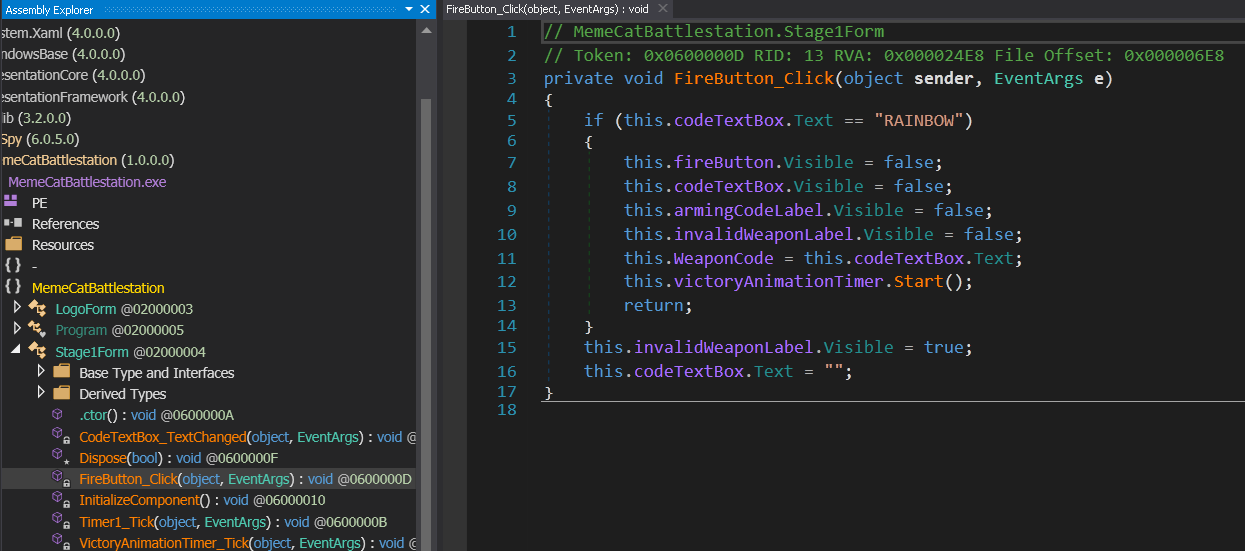 Assembly Explorer
stem.Xaml (4.0.0.0)
ndowsBase (4.0.0.0)
esentationCore (4.0.0.0)
esentationFramework (4.0.0.0)
lib (3.2.0.0)
Spy (6.0.5.0)
meCatBattlestation (1.0.0.0)
MemeCatBattlestation.exe
PE
References
Resources
{} -
{} MemeCatBattlestation
LogoForm @02000003
Program @02000005
Stage1Form @02000004
Base Type and Interfaces
Derived Types
.ctor() : void @0600000A
CodeTextBox_TextChanged(object, EventArgs) : void @
Dispose(bool) : void @0600000F
FireButton_Click(object, EventArgs) : void @0600000D
InitializeComponent() : void @06000010
Timer1_Tick(object, EventArgs) : void @0600000B
VictoryAnimationTimer_Tick(object, EventArgs) : void @
FireButton_Click(object, EventArgs) : void
1 // MemeCatBattlestation.Stage1Form
2 // Token: 0x0600000D RID: 13 RVA: 0x000024E8 File Offset: 0x000006E8
3 private void FireButton_Click(object sender, EventArgs e)
4 {
5 if (this.codeTextBox.Text == "RAINBOW")
6 {
7 this.fireButton.Visible = false;
8 this.codeTextBox.Visible = false;
9 this.armingCodeLabel.Visible = false;
10 this.invalidWeaponLabel.Visible = false;
11 this.WeaponCode = this.codeTextBox.Text;
12 this.victoryAnimationTimer.Start();
13 return;
14 }
15 this.invalidWeaponLabel.Visible = true;
16 this.codeTextBox.Text = "";
17 }
18